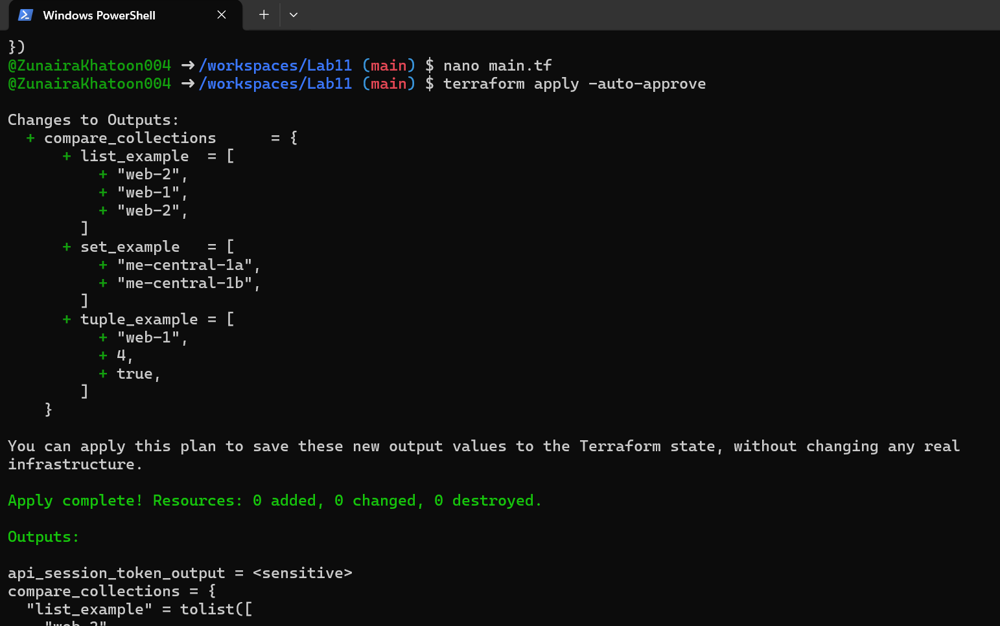 Windows PowerShell
})
@ZunairaKhatoon004 ➜ /workspaces/Lab11 (main) $ nano main.tf
@ZunairaKhatoon004 ➜ /workspaces/Lab11 (main) $ terraform apply -auto-approve
Changes to Outputs:
  + compare_collections      = {
      + list_example  = [
          + "web-2",
          + "web-1",
          + "web-2",
        ]
      + set_example   = [
          + "me-central-1a",
          + "me-central-1b",
        ]
      + tuple_example = [
          + "web-1",
          + 4,
          + true,
        ]
    }
You can apply this plan to save these new output values to the Terraform state, without changing any real
infrastructure.
Apply complete! Resources: 0 added, 0 changed, 0 destroyed.
Outputs:
api_session_token_output = <sensitive>
compare_collections = {
  "list_example" = tolist([
    "web-2"